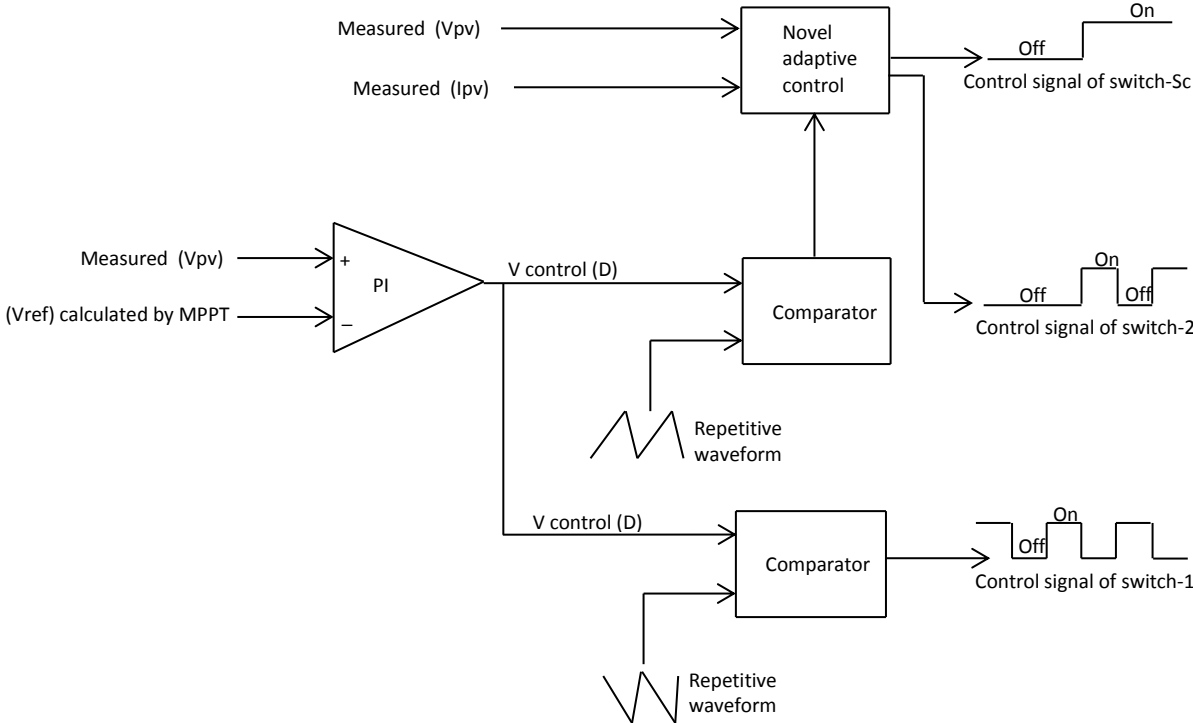 On
Measured (Vpv)
Novel
adaptive
control
Off
Measured (Ipv)
Control signal of switch-Sc
Measured (Vpv)
+
PI
V control (D)
On
(Vref) calculated by MPPT
−
Comparator
Off
Off
Control signal of switch-2
Repetitive
waveform
V control (D)
On
Off
Comparator
Control signal of switch-1
Repetitive
waveform